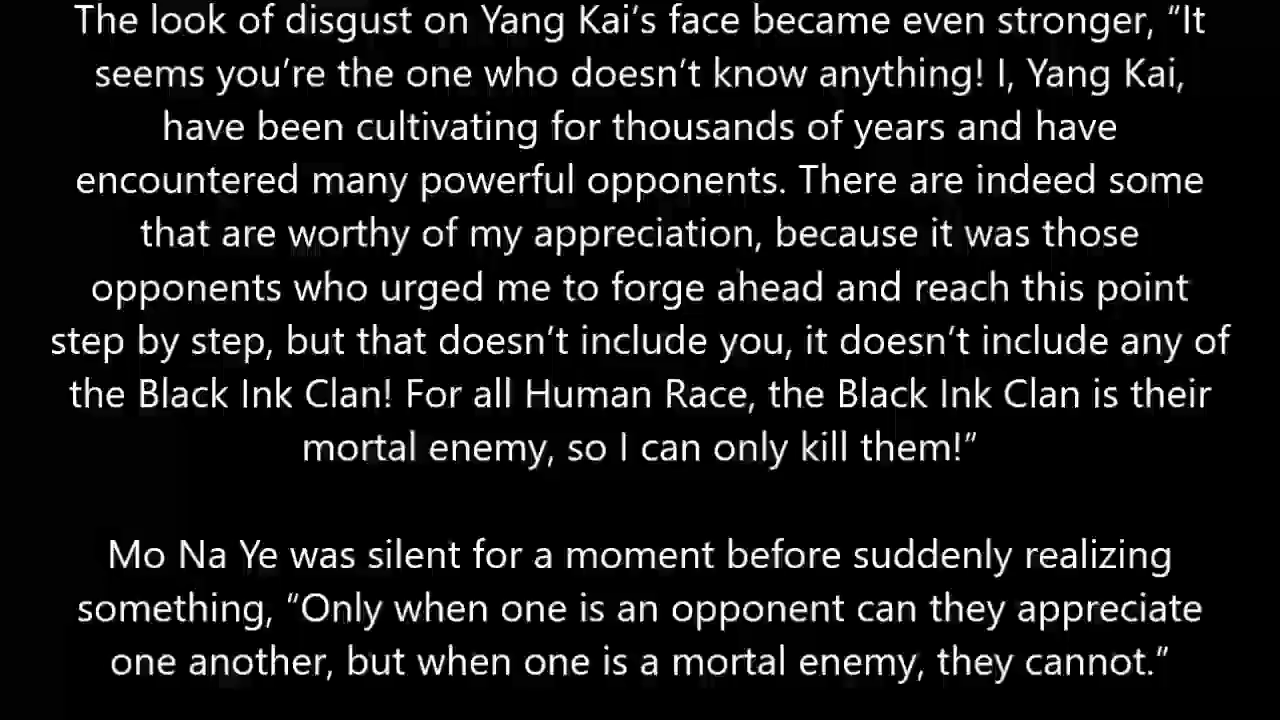 The look of disgust on Yang Kai’s face became even stronger, “It
seems you’re the one who doesn’t know anything! I, Yang Kai,
have been cultivating for thousands of years and have
encountered many powerful opponents. There are indeed some
that are worthy of my appreciation, because it was those
opponents who urged me to forge ahead and reach this point
step by step, but that doesn’t include you, it doesn’t include any of
the Black Ink Clan! For all Human Race, the Black Ink Clan is their
mortal enemy, so I can only kill them!”
Mo Na Ye was silent for a moment before suddenly realizing
something, “Only when one is an opponent can they appreciate
one another, but when one is a mortal enemy, they cannot.”